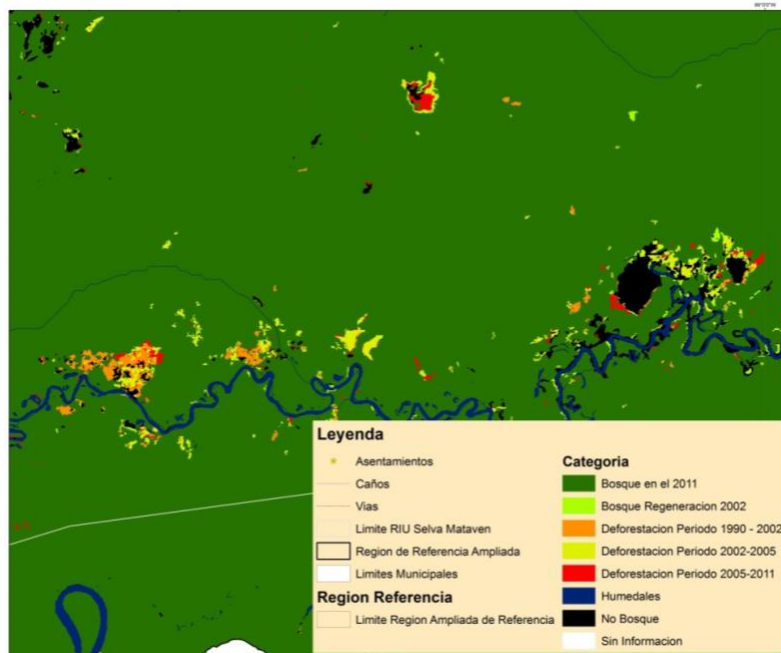 Leyenda
Asentamientos
Caños
Vias
Limite RIU Selva Mataven
Region de Referencia Ampliada
Limites Municipales
Region Referencia
Limite Region Ampliada de Referencia
Categoria
Bosque en el 2011
Bosque Regeneracion 2002
Deforestacion Periodo 1990 - 2002
Deforestacion Periodo 2002-2005
Deforestacion Periodo 2005-2011
Humedales
No Bosque
Sin Informacion